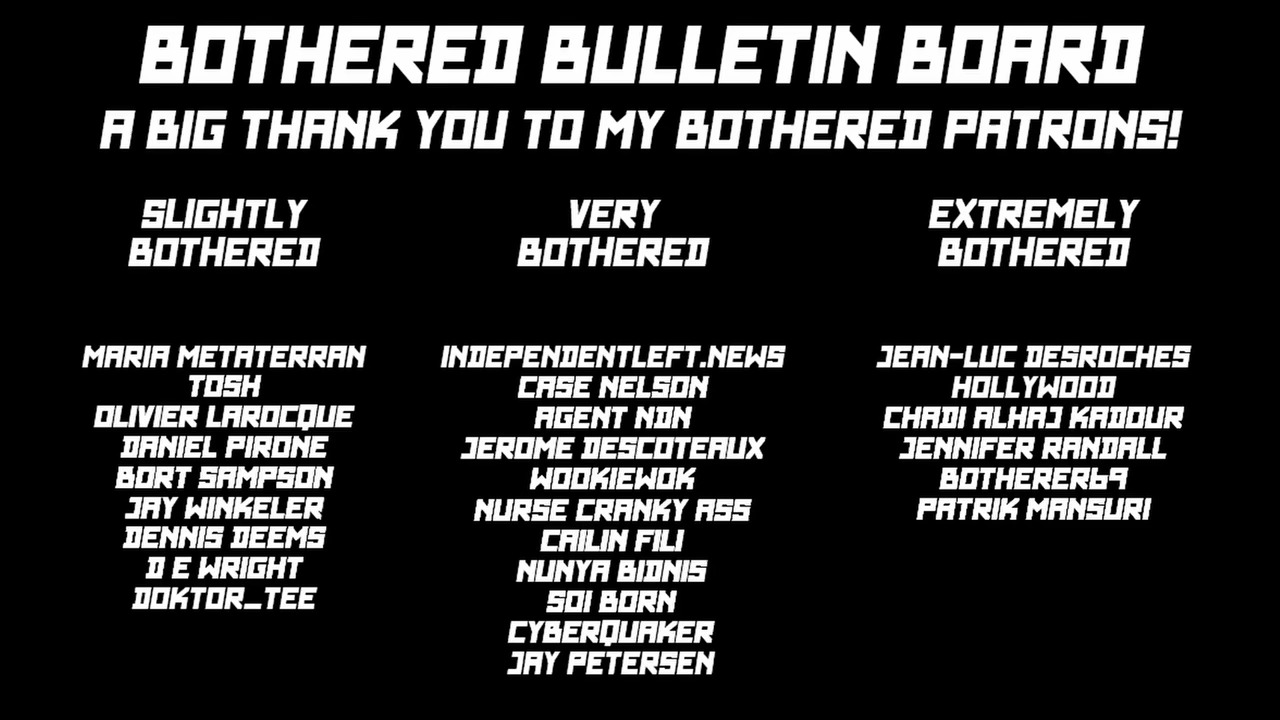 BOTHERED BULLETIN BOARD
A BIG THANK YOU TO MY BOTHERED PATRONS!
SLIGHTLY
BOTHERED
MARIA METATERRAN
TOSH
OLIVIER LAROCQUE
DANIEL PIRONE
BORT SAMPSON
JAY WINKELER
DENNIS DEEMS
D E WRIGHT
DOKTOR_TEE
VERY
BOTHERED
INDEPENDENTLEFT.NEWS
CASE NELSON
AGENT NDN
JEROME DESCOTEAUX
WOOKIEWOK
NURSE CRANKY ASS
CAILIN FILI
NUNYA BIDNIS
SOI BORN
CYBERQUAKER
JAY PETERSEN
EXTREMELY
BOTHERED
JEAN-LUC DESROCHES
HOLLYWOOD
CHADI ALHAJ KADOUR
JENNIFER RANDALL
BOTHERER69
PATRIK MANSURI